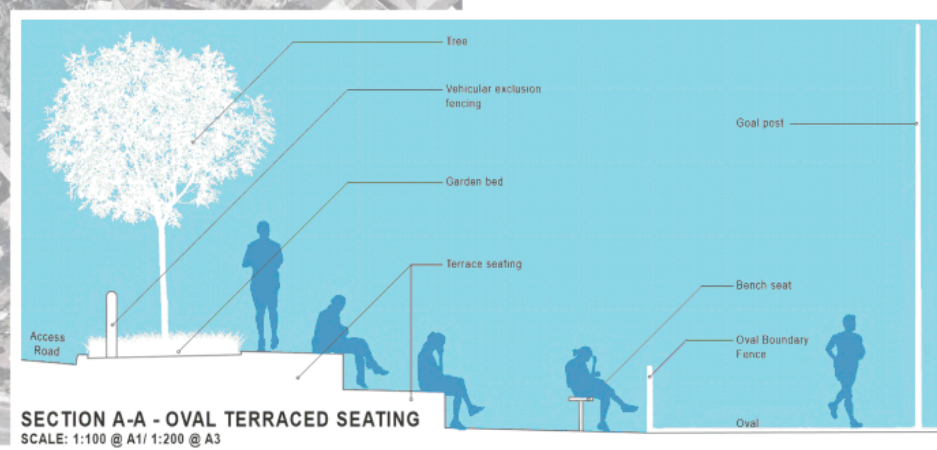 Tree
Vehicular exclusion
fencing
Goal post
Garden bed
Terrace seating
Bench seat
Access
Road
Oval Boundary
Fence
Oval
SECTION A-A - OVAL TERRACED SEATING
SCALE: 1:100 @ A1/ 1:200 @ A3